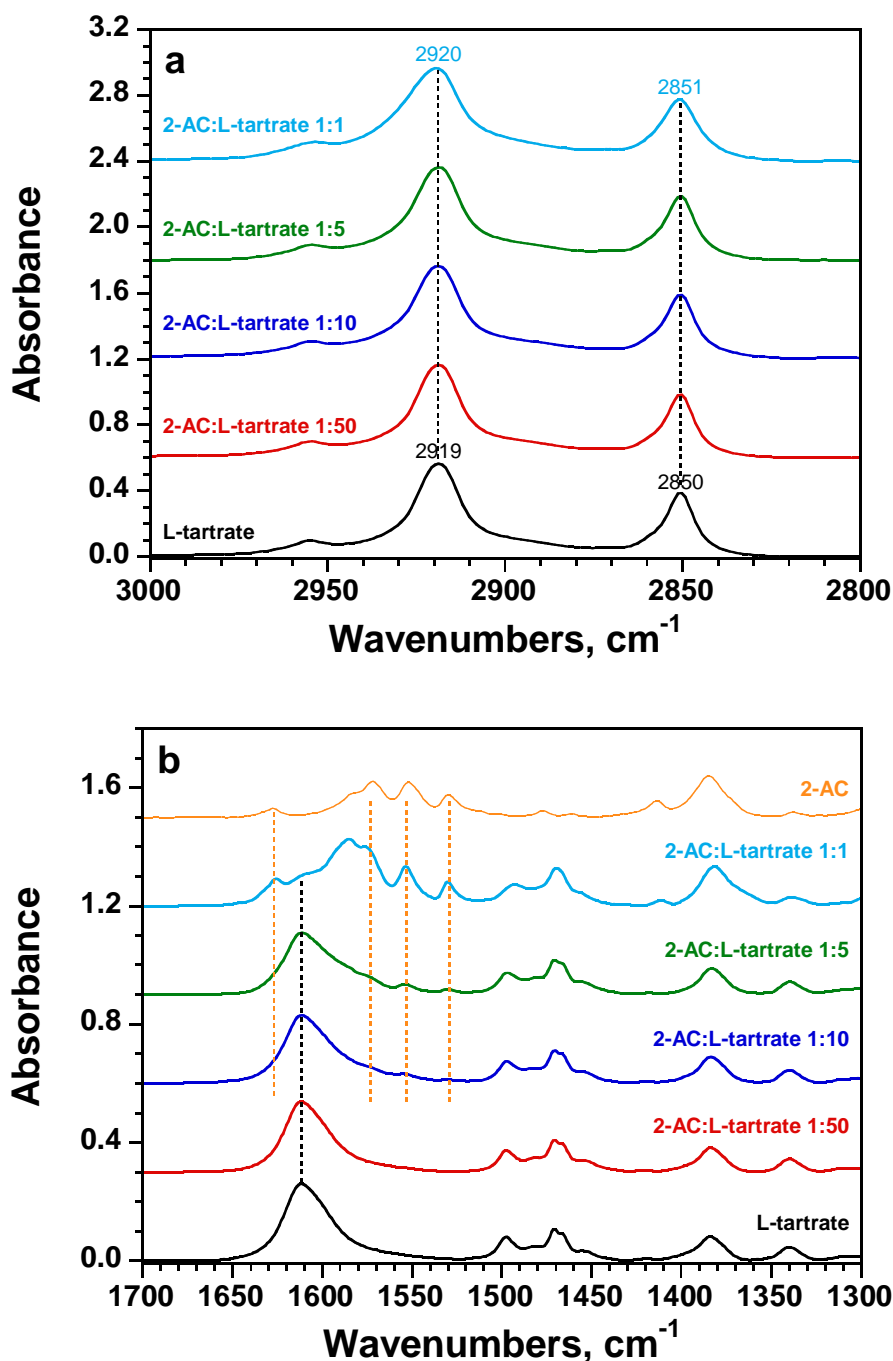 a
3.2
2920
2.8
2851
2-AC:L-tartrate 1:1
2.4
2-AC:L-tartrate 1:5
2.0
1.6
2-AC:L-tartrate 1:10
1.2
0.8
2-AC:L-tartrate 1:50
2919
2850
0.4
L-tartrate
0.0
Absorbance
3000 2950 2900 2850 2800
Wavenumbers, cm-1
b
1.6
2-AC
2-AC:L-tartrate 1:1
1.2
2-AC:L-tartrate 1:5
0.8
2-AC:L-tartrate 1:10
2-AC:L-tartrate 1:50
0.4
L-tartrate
0.0
Absorbance
1700 1650 1600 1550 1500 1450 1400 1350 1300
Wavenumbers, cm-1